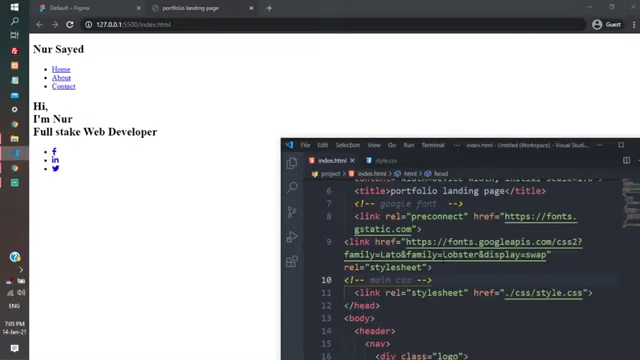 Default – Figma
portfolio landing page
127.0.0.1:5500/index.html
Guest
Nur Sayed
Home
About
Contact
Hi,
I'm Nur
Full stake Web Developer
File Edit Selection View Go Run Terminal ... index.html - Untitled (Workspace) - Visual Studio...
index.html
style.css
project > index.html > html > head
6 <title>portfolio landing page</title>
7 <!-- google font -->
8 <link rel="preconnect" href="https://fonts.
gstatic.com">
9 <link href="https://fonts.googleapis.com/css2?
family=Lato&family=Lobster&display=swap"
rel="stylesheet">
10 <!-- main css -->
11 <link rel="stylesheet" href="./css/style.css">
12 </head>
13 <body>
14 <header>
15 <nav>
16 <div class="logo">
ENG
7:05 PM
14-Jan-21